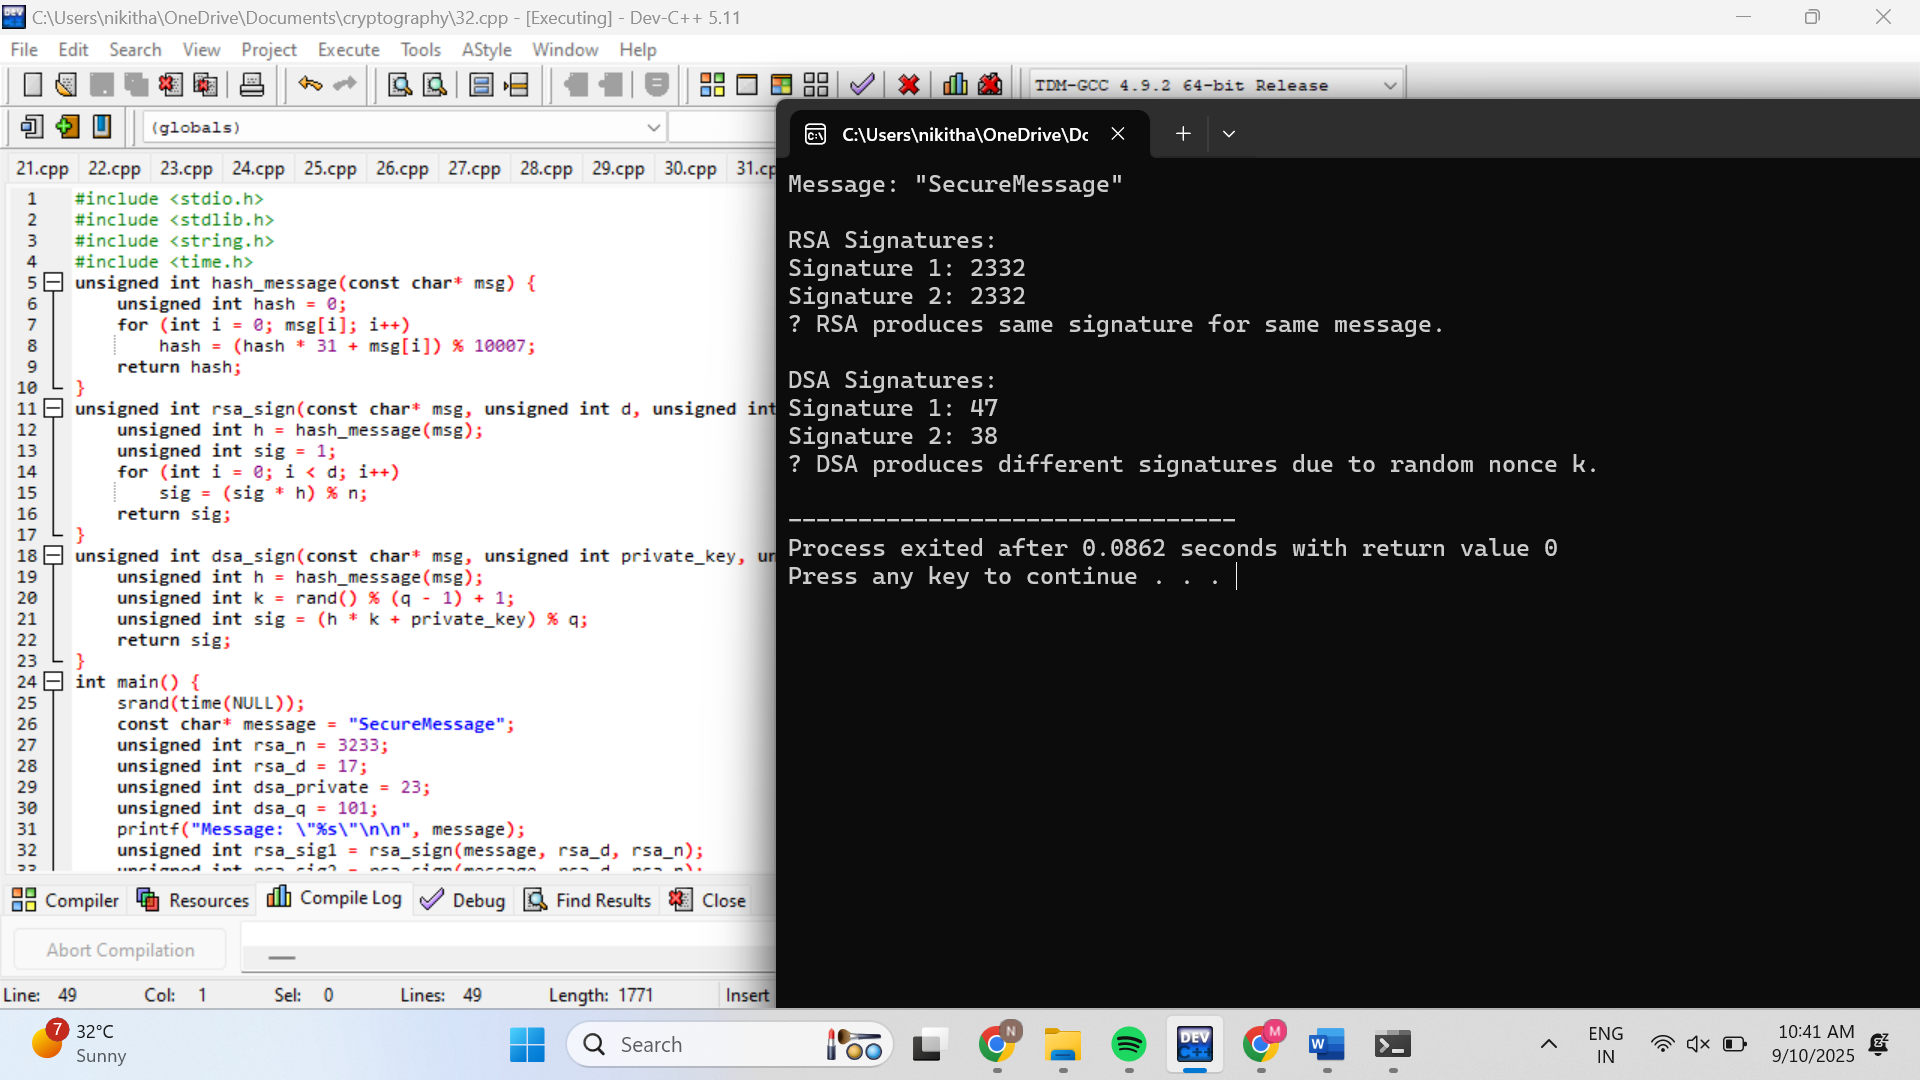 C:\Users\nikitha\OneDrive\Documents\cryptography\32.cpp - [Executing] - Dev-C++ 5.11
File Edit Search View Project Execute Tools AStyle Window Help
TDM-GCC 4.9.2 64-bit Release
(globals)
21.cpp 22.cpp 23.cpp 24.cpp 25.cpp 26.cpp 27.cpp 28.cpp 29.cpp 30.cpp 31.cp
1 #include <stdio.h>
2 #include <stdlib.h>
3 #include <string.h>
4 #include <time.h>
5 unsigned int hash_message(const char* msg) {
6 unsigned int hash = 0;
7 for (int i = 0; msg[i]; i++)
8 hash = (hash * 31 + msg[i]) % 10007;
9 return hash;
10 }
11 unsigned int rsa_sign(const char* msg, unsigned int d, unsigned int
12 unsigned int h = hash_message(msg);
13 unsigned int sig = 1;
14 for (int i = 0; i < d; i++)
15 sig = (sig * h) % n;
16 return sig;
17 }
18 unsigned int dsa_sign(const char* msg, unsigned int private_key, un
19 unsigned int h = hash_message(msg);
20 unsigned int k = rand() % (q - 1) + 1;
21 unsigned int sig = (h * k + private_key) % q;
22 return sig;
23 }
24 int main() {
25 srand(time(NULL));
26 const char* message = "SecureMessage";
27 unsigned int rsa_n = 3233;
28 unsigned int rsa_d = 17;
29 unsigned int dsa_private = 23;
30 unsigned int dsa_q = 101;
31 printf("Message: \"%s\"\n\n", message);
32 unsigned int rsa_sig1 = rsa_sign(message, rsa_d, rsa_n);
Compiler Resources Compile Log Debug Find Results Close
Abort Compilation
Line: 49 Col: 1 Sel: 0 Lines: 49 Length: 1771 Insert
C:\Users\nikitha\OneDrive\Dc
Message: "SecureMessage"
RSA Signatures:
Signature 1: 2332
Signature 2: 2332
? RSA produces same signature for same message.
DSA Signatures:
Signature 1: 47
Signature 2: 38
? DSA produces different signatures due to random nonce k.
--------------------------------
Process exited after 0.0862 seconds with return value 0
Press any key to continue . . .
7
32°C
Sunny
Search
N
DEV
C++
M
W
ENG
IN
10:41 AM
9/10/2025